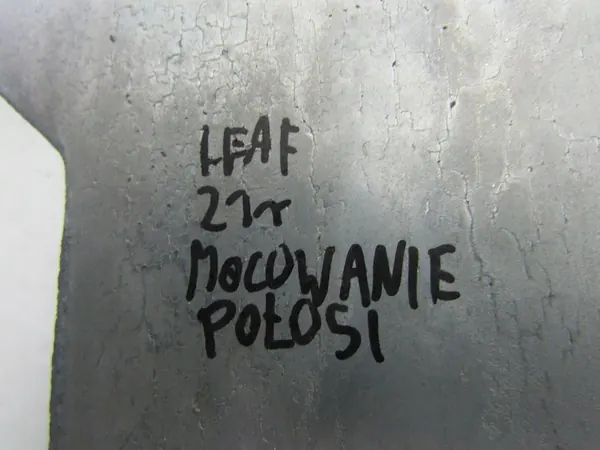 LEAF
21r
MOCOWANIE
POŁOSI